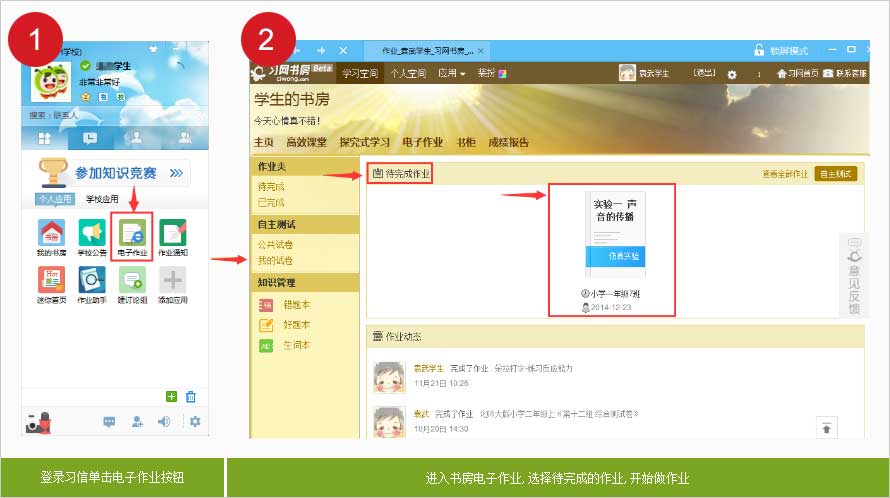 1
学校)
学生
非常非常好
搜索：联系人
参加知识竞赛
个人应用 学校应用
我的书房 学校公告 电子作业 作业通知
迷你首页 作业助手 建讨论组 添加应用
登录习信单击电子作业按钮
2
作业_袁武学生_习网书房_...
锁屏模式
习网书房 Beta
ciwong.com
学习空间 个人空间 应用 装扮
袁武学生 [退出] 习网首页 联系客服
学生的书房
今天心情真不错！
主页 高效课堂 探究式学习 电子作业 书柜 成绩报告
作业夹
待完成
已完成
自主测试
公共试卷
我的试卷
知识管理
错题本
好题本
生词本
待完成作业
查看全部作业 自主测试
实验一 声
音的传播
仿真实验
小学一年级7班
2014-12-23
意见反馈
作业动态
袁武学生 完成了作业 朵拉打字-练习反应能力
11月21日 10:26
袁武 完成了作业 北师大版小学二年级上《第十二组 综合测试卷》
10月20日 14:30
进入书房电子作业, 选择待完成的作业, 开始做作业